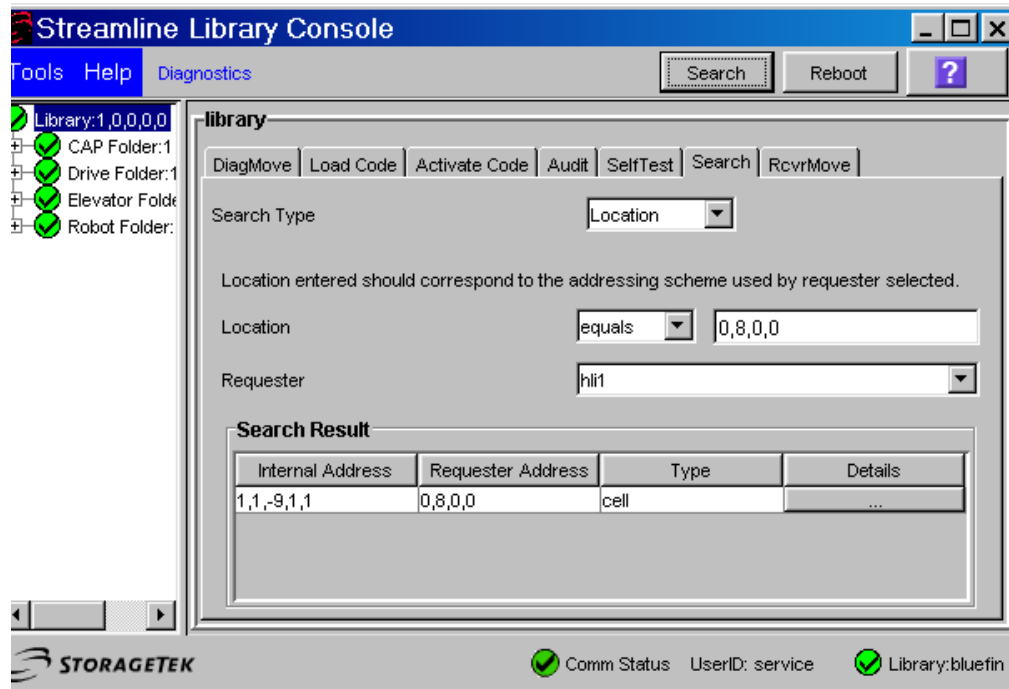 Streamline Library Console
Tools Help Diagnostics Search Reboot ?
Library:1,0,0,0,0
CAP Folder:1
Drive Folder:1
Elevator Folde
Robot Folder:
library
DiagMove Load Code Activate Code Audit SelfTest Search RcvrMove
Search Type Location
Location entered should correspond to the addressing scheme used by requester selected.
Location equals 0,8,0,0
Requester hli1
Search Result
Internal Address Requester Address Type Details
1,1,-9,1,1 0,8,0,0 cell ...
STORAGETEK Comm Status UserID: service Library:bluefin